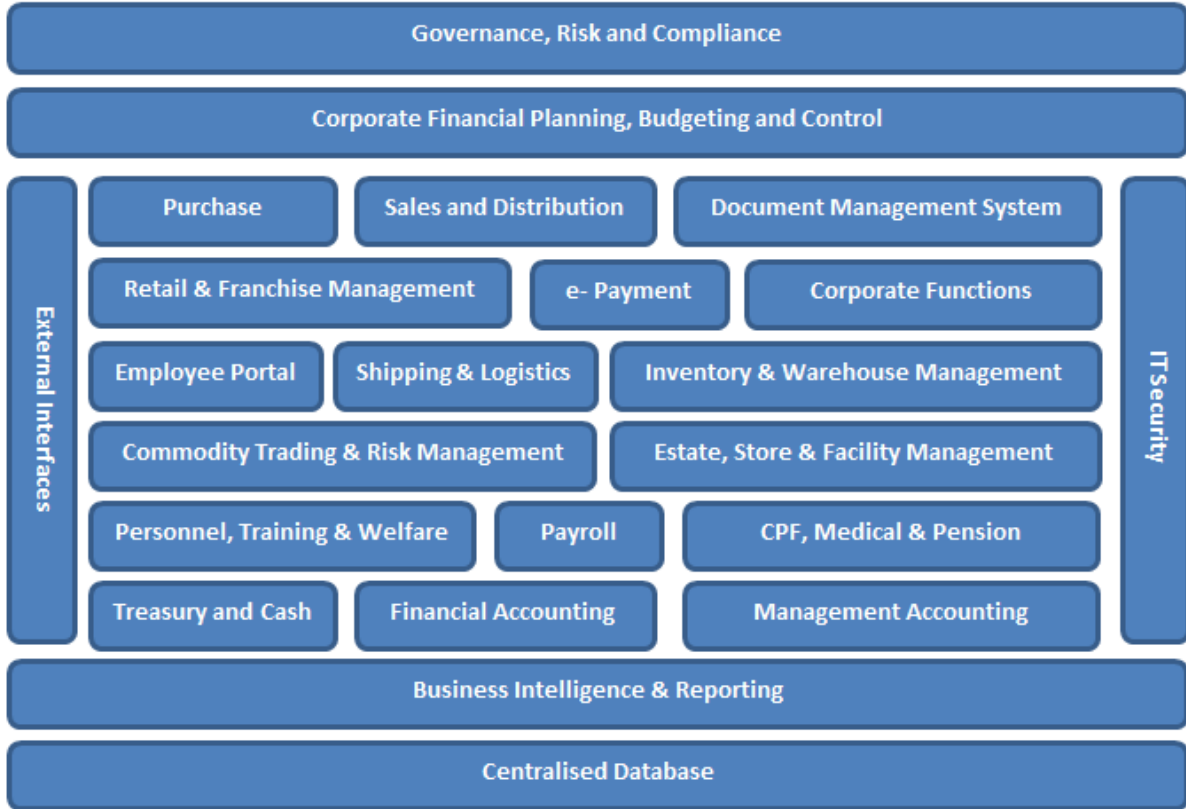 Governance, Risk and Compliance
Corporate Financial Planning, Budgeting and Control
External Interfaces
Purchase
Sales and Distribution
Document Management System
Retail & Franchise Management
e- Payment
Corporate Functions
Employee Portal
Shipping & Logistics
Inventory & Warehouse Management
Commodity Trading & Risk Management
Estate, Store & Facility Management
Personnel, Training & Welfare
Payroll
CPF, Medical & Pension
Treasury and Cash
Financial Accounting
Management Accounting
IT Security
Business Intelligence & Reporting
Centralised Database